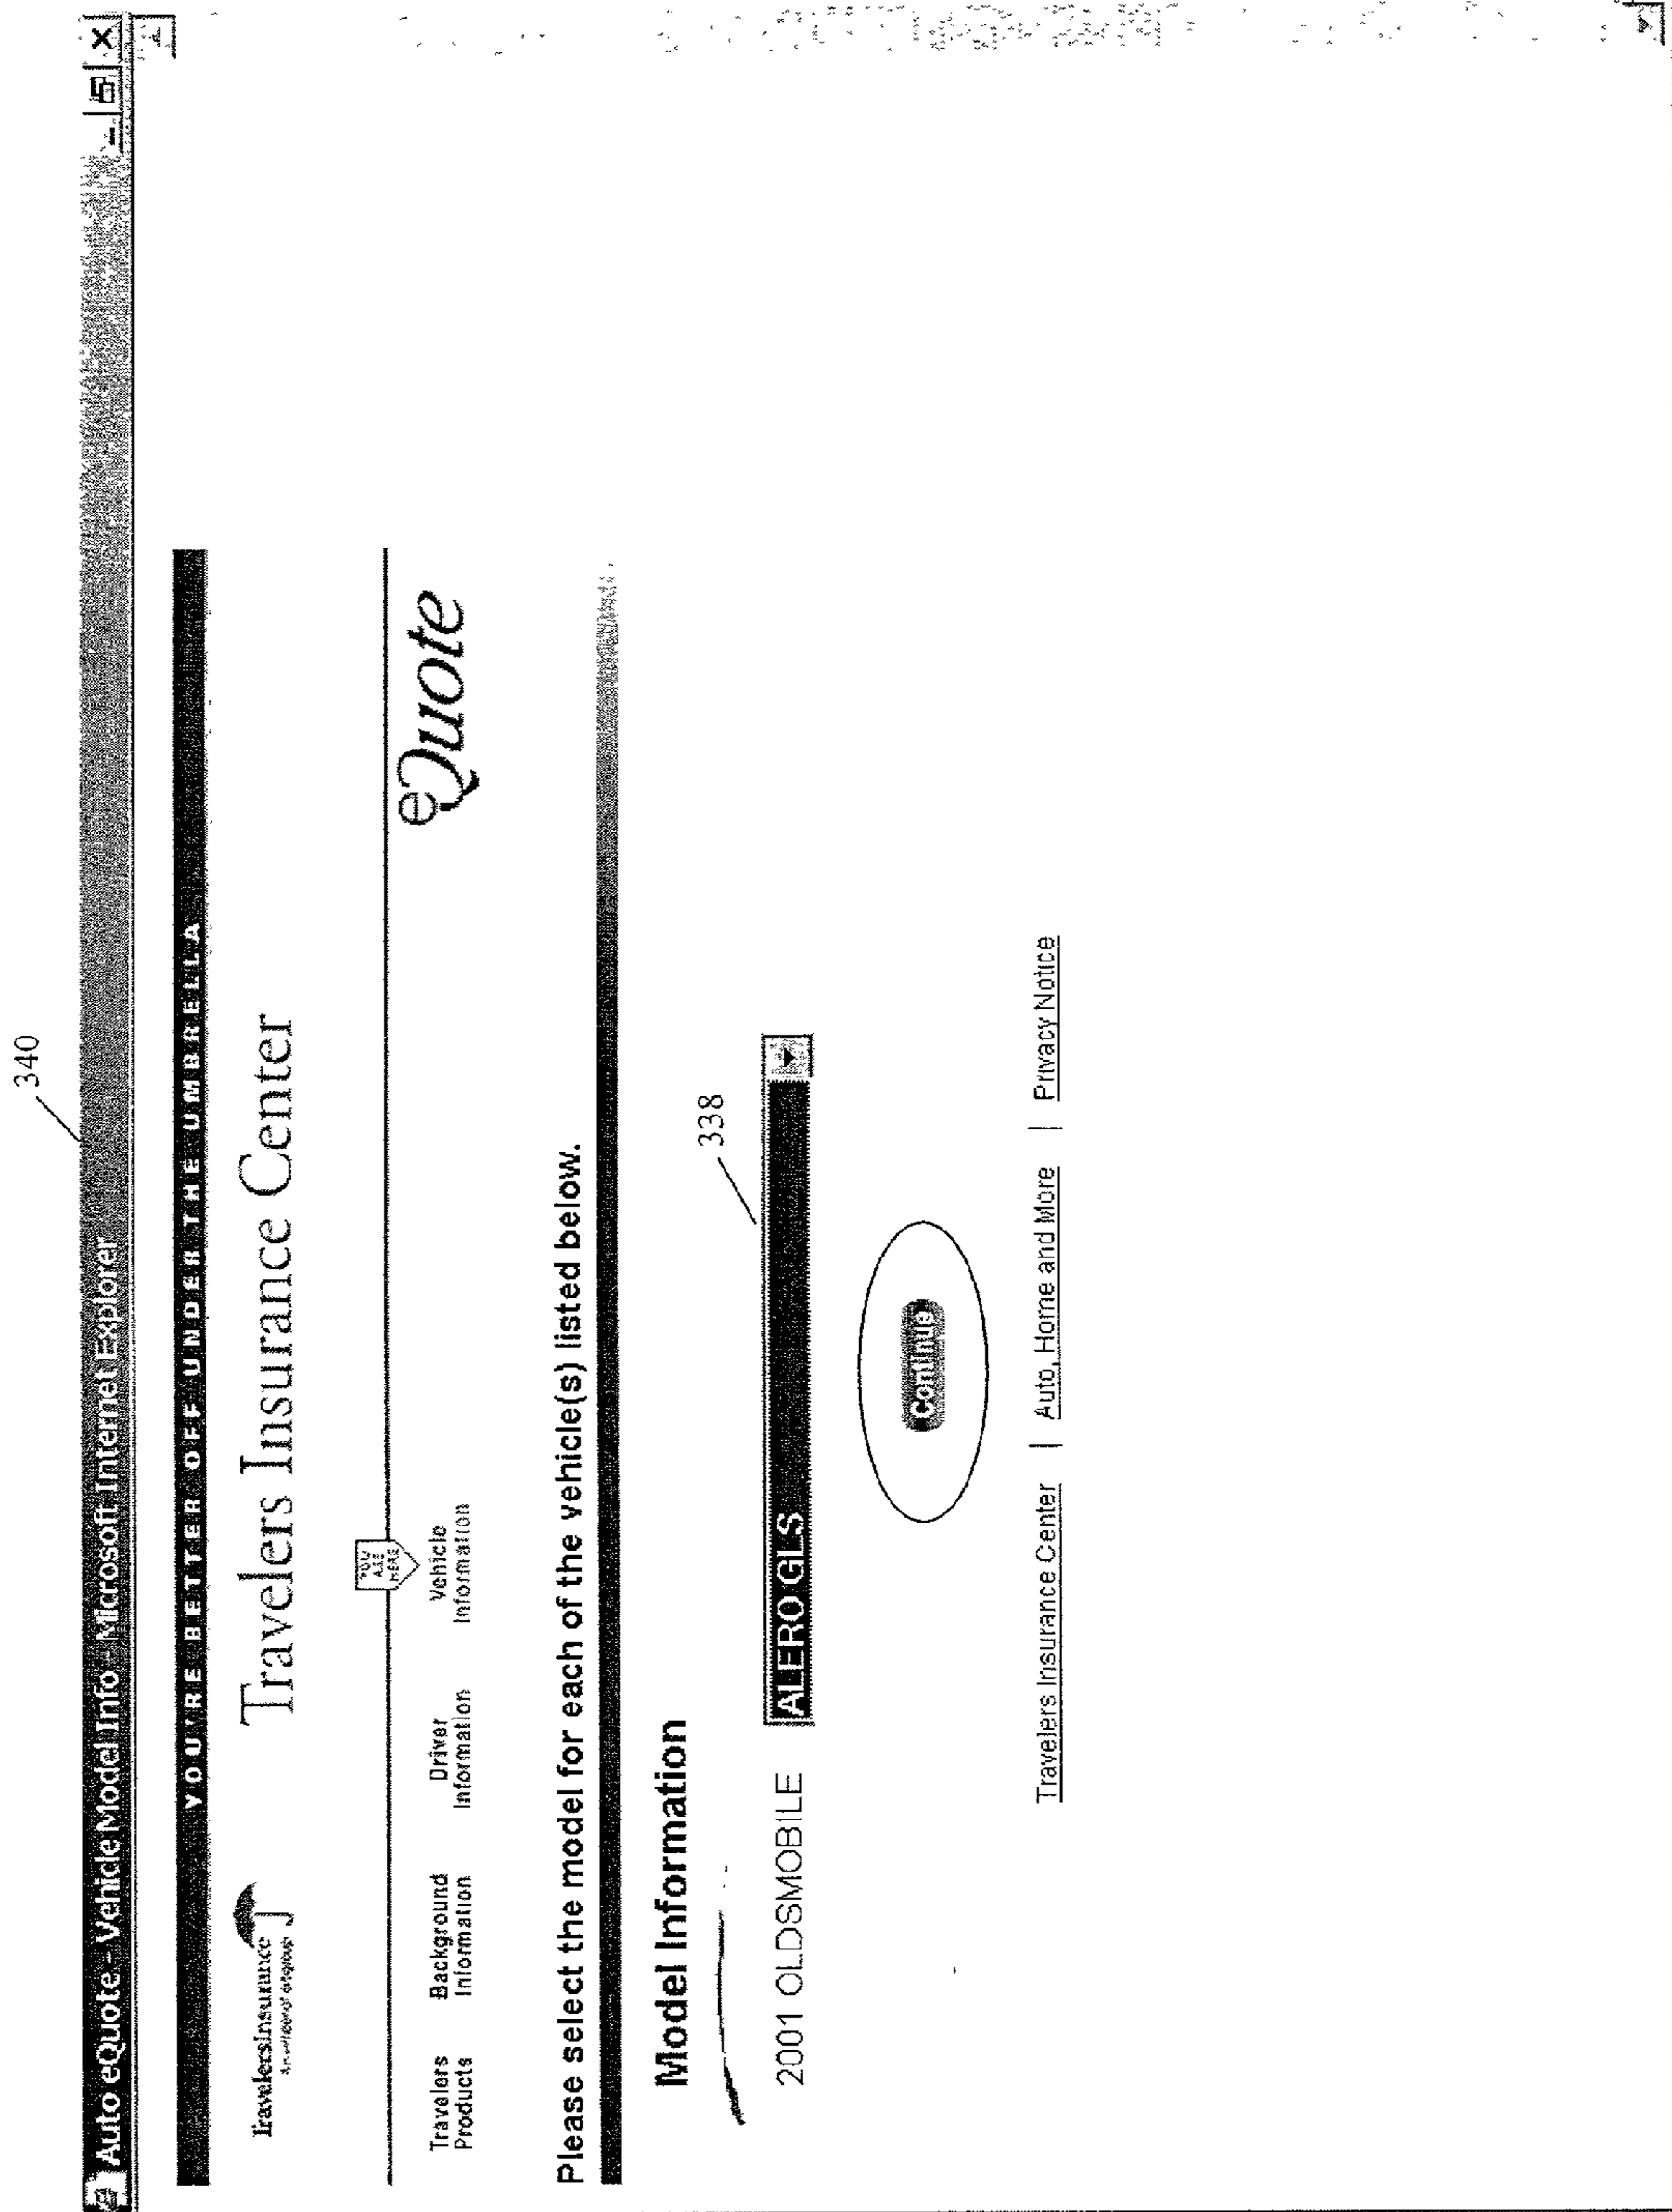 340
Auto eQuote - Vehicle Model Info - Microsoft Internet Explorer
YOU'RE BETTER OFF UNDER THE UMBRELLA
TravelersInsurance
Travelers Insurance Center
YOU ARE HERE
Travelers Products
Background Information
Driver Information
Vehicle Information
eQuote
Please select the model for each of the vehicle(s) listed below.
Model Information
338
2001 OLDSMOBILE
ALERO GLS
Continue
Travelers Insurance Center | Auto, Home and More | Privacy Notice